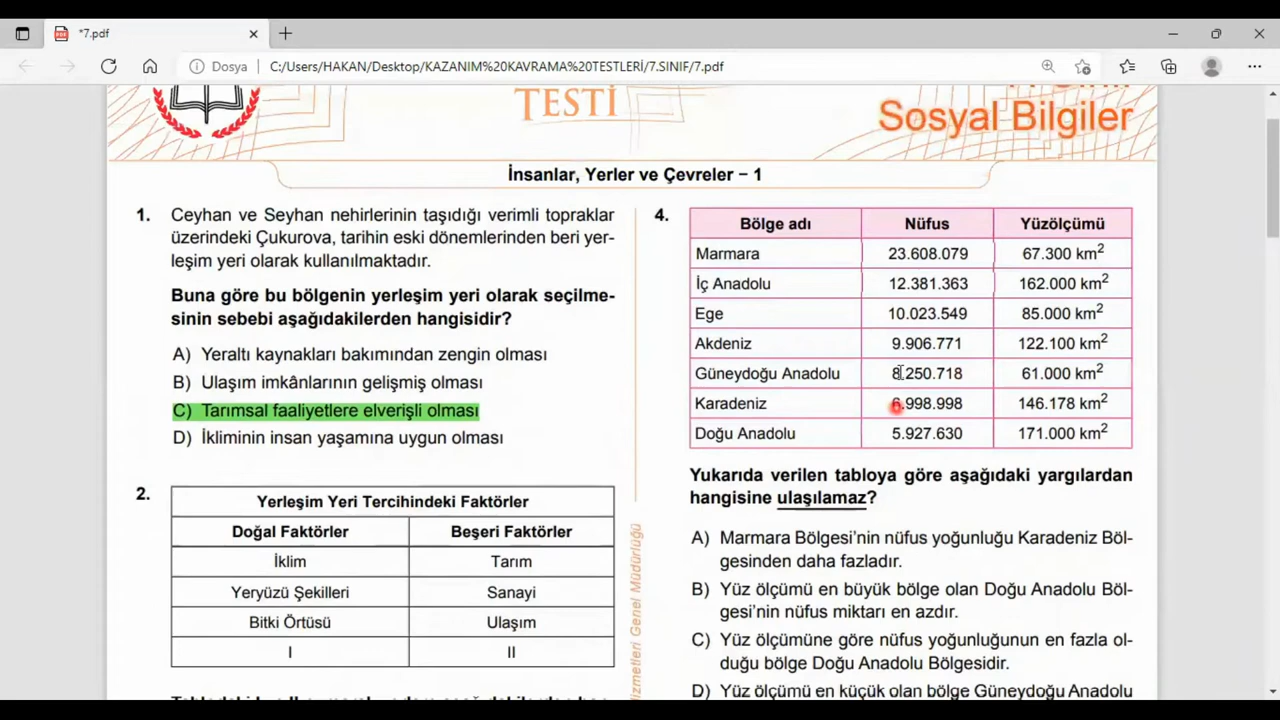 *7.pdf
Dosya
C:/Users/HAKAN/Desktop/KAZANIM%20KAVRAMA%20TESTLERİ/7.SINIF/7.pdf
TESTİ
Sosyal Bilgiler
İnsanlar, Yerler ve Çevreler – 1
1. Ceyhan ve Seyhan nehirlerinin taşıdığı verimli topraklar
üzerindeki Çukurova, tarihin eski dönemlerinden beri yer-
leşim yeri olarak kullanılmaktadır.
Buna göre bu bölgenin yerleşim yeri olarak seçilme-
sinin sebebi aşağıdakilerden hangisidir?
A) Yeraltı kaynakları bakımından zengin olması
B) Ulaşım imkânlarının gelişmiş olması
C) Tarımsal faaliyetlere elverişli olması
D) İkliminin insan yaşamına uygun olması
2.
Yerleşim Yeri Tercihindeki Faktörler
Doğal Faktörler Beşeri Faktörler
İklim Tarım
Yeryüzü Şekilleri Sanayi
Bitki Örtüsü Ulaşım
I II
Hizmetleri Genel Müdürlüğü
4.
Bölge adı Nüfus Yüzölçümü
Marmara 23.608.079 67.300 km²
İç Anadolu 12.381.363 162.000 km²
Ege 10.023.549 85.000 km²
Akdeniz 9.906.771 122.100 km²
Güneydoğu Anadolu 8.250.718 61.000 km²
Karadeniz 6.998.998 146.178 km²
Doğu Anadolu 5.927.630 171.000 km²
Yukarıda verilen tabloya göre aşağıdaki yargılardan
hangisine ulaşılamaz?
A) Marmara Bölgesi’nin nüfus yoğunluğu Karadeniz Böl-
gesinden daha fazladır.
B) Yüz ölçümü en büyük bölge olan Doğu Anadolu Böl-
gesi’nin nüfus miktarı en azdır.
C) Yüz ölçümüne göre nüfus yoğunluğunun en fazla ol-
duğu bölge Doğu Anadolu Bölgesidir.
D) Yüz ölçümü en küçük olan bölge Güneydoğu Anadolu